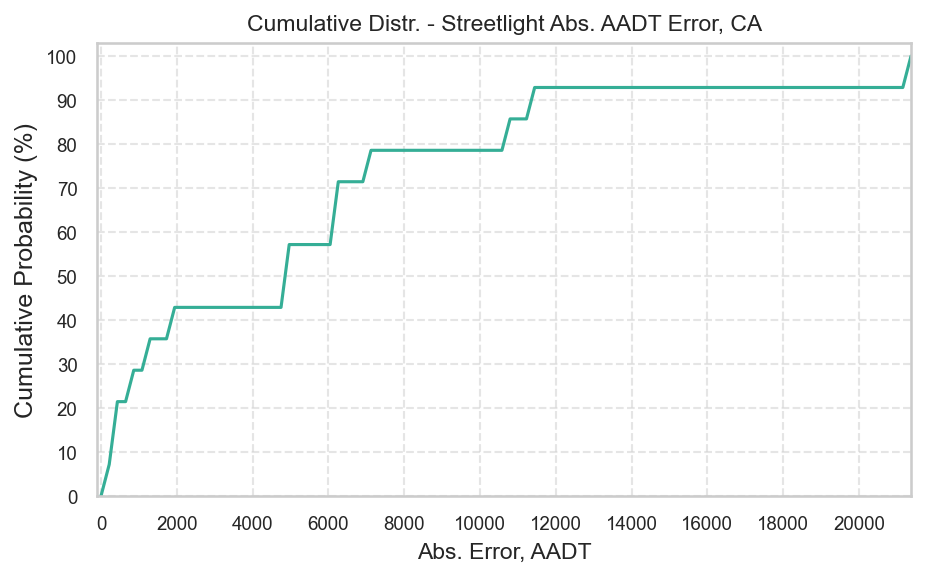 Cumulative Distr. - Streetlight Abs. AADT Error, CA
Cumulative Probability (%)
100
90
80
70
60
50
40
30
20
10
0
0 2000 4000 6000 8000 10000 12000 14000 16000 18000 20000
Abs. Error, AADT